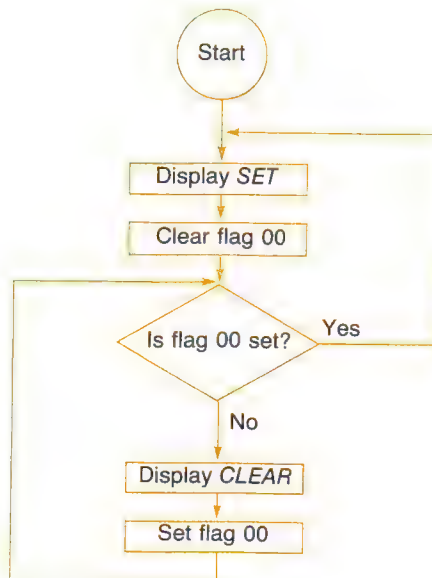 Start
Display SET
Clear flag 00
Is flag 00 set?
Yes
No
Display CLEAR
Set flag 00